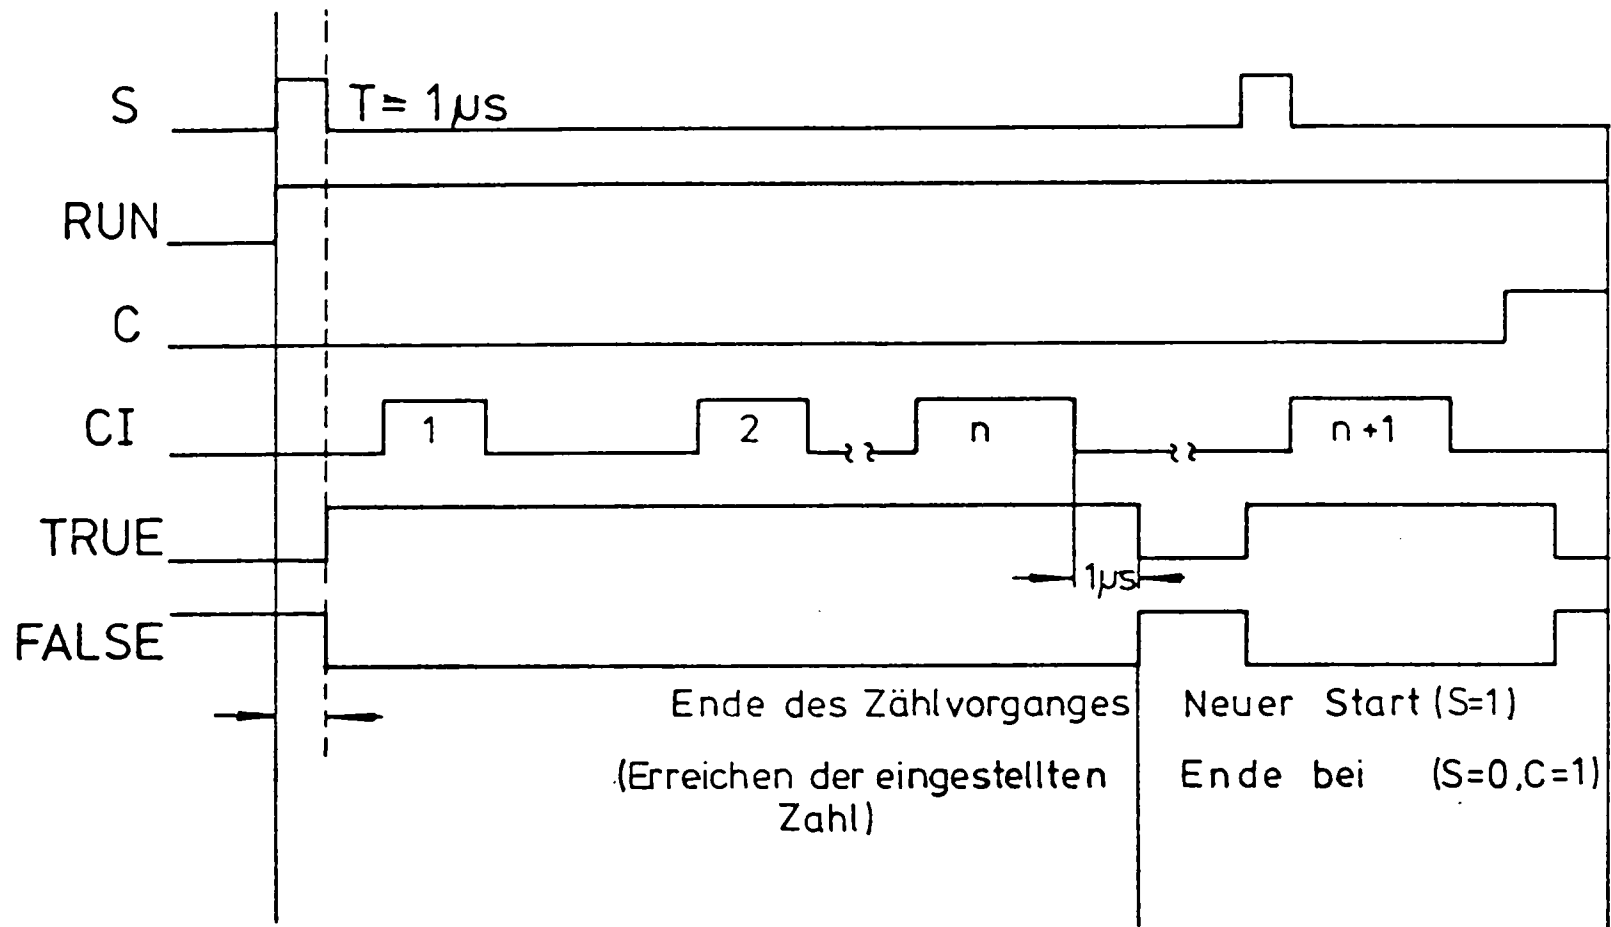 S
T = 1µs
RUN
C
CI
1
2
n
n+1
TRUE
1µs
FALSE
Ende des Zählvorganges
(Erreichen der eingestellten
Zahl)
Neuer Start (S=1)
Ende bei (S=0,C=1)